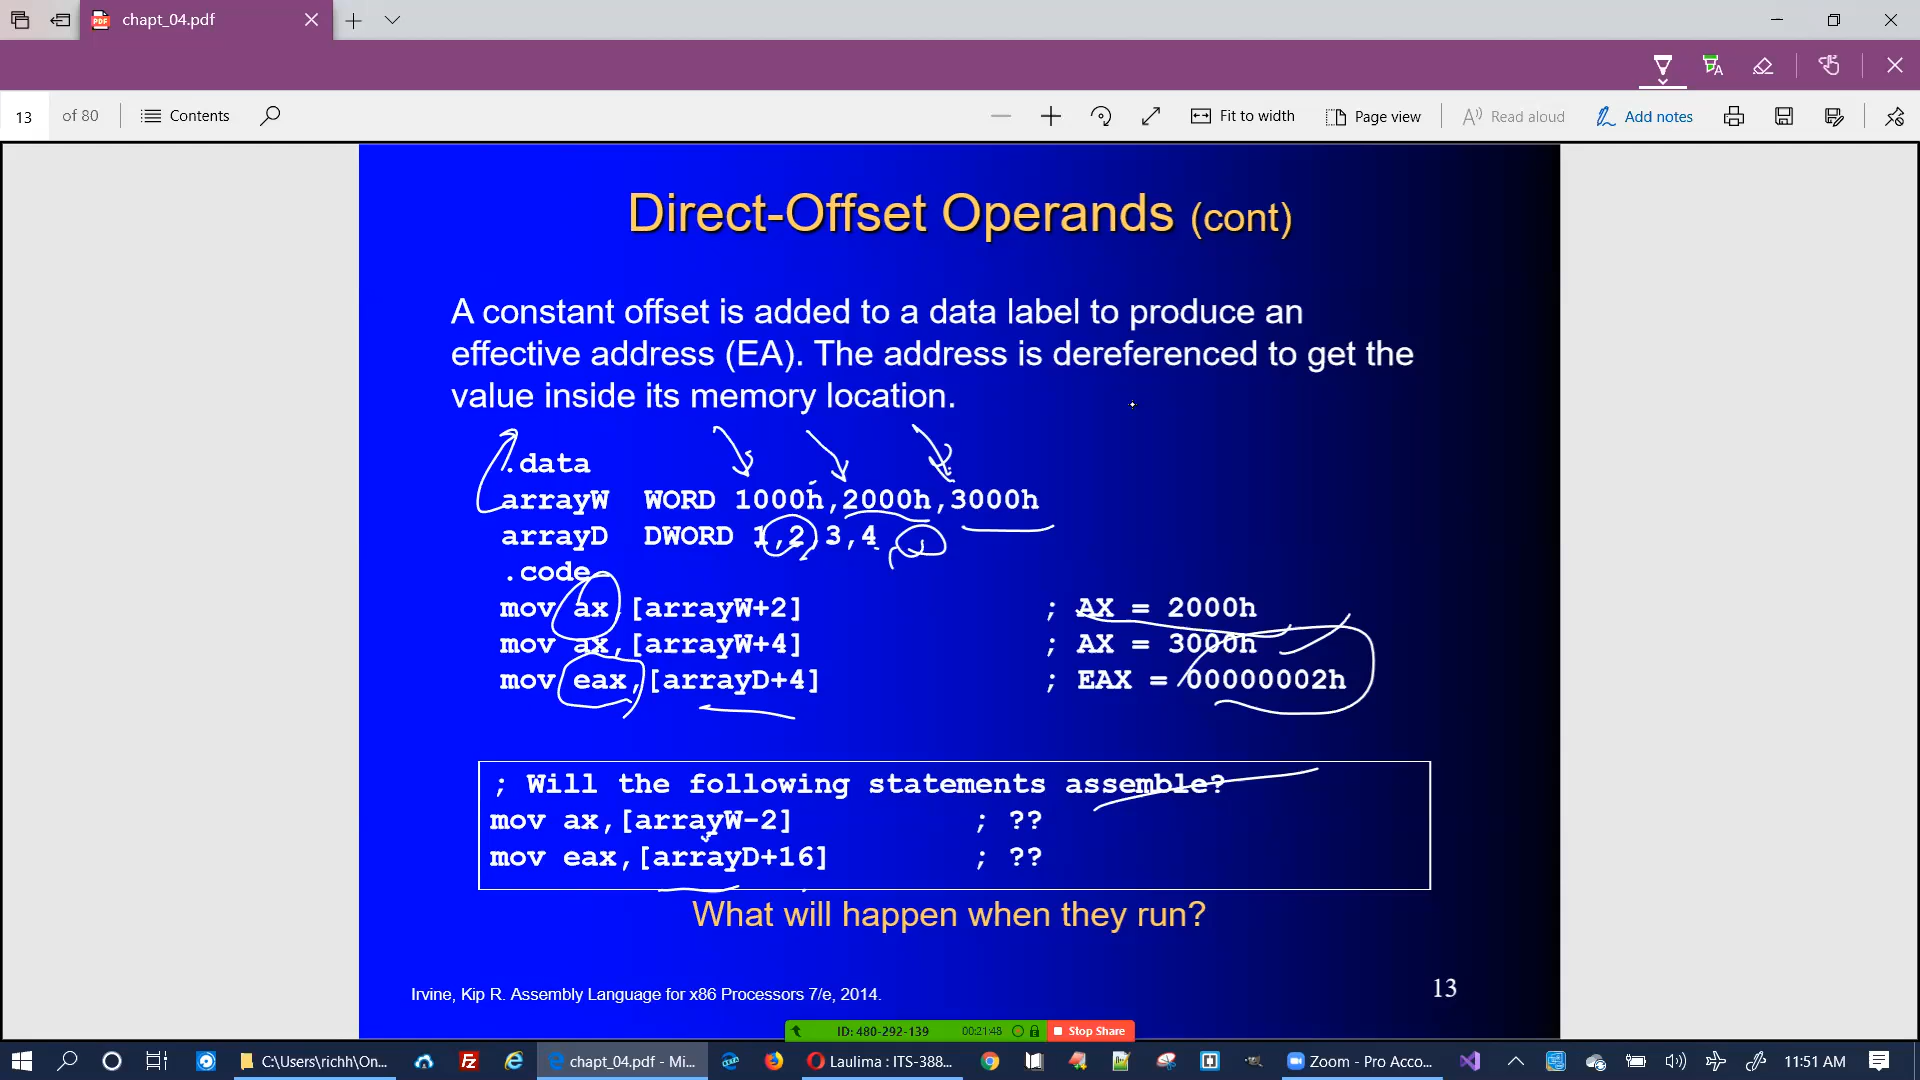 chapt_04.pdf
13 of 80 Contents Fit to width Page view Read aloud Add notes
Direct-Offset Operands (cont)
A constant offset is added to a data label to produce an
effective address (EA). The address is dereferenced to get the
value inside its memory location.
.data
arrayW WORD 1000h,2000h,3000h
arrayD DWORD 1,2,3,4
.code
mov ax,[arrayW+2] ; AX = 2000h
mov ax,[arrayW+4] ; AX = 3000h
mov eax,[arrayD+4] ; EAX = 00000002h
; Will the following statements assemble?
mov ax,[arrayW-2] ; ??
mov eax,[arrayD+16] ; ??
What will happen when they run?
Irvine, Kip R. Assembly Language for x86 Processors 7/e, 2014. 13
ID: 480-292-139 00:21:48 Stop Share
C:\Users\richh\On... chapt_04.pdf - Mi... Laulima : ITS-388... Zoom - Pro Acco... 11:51 AM